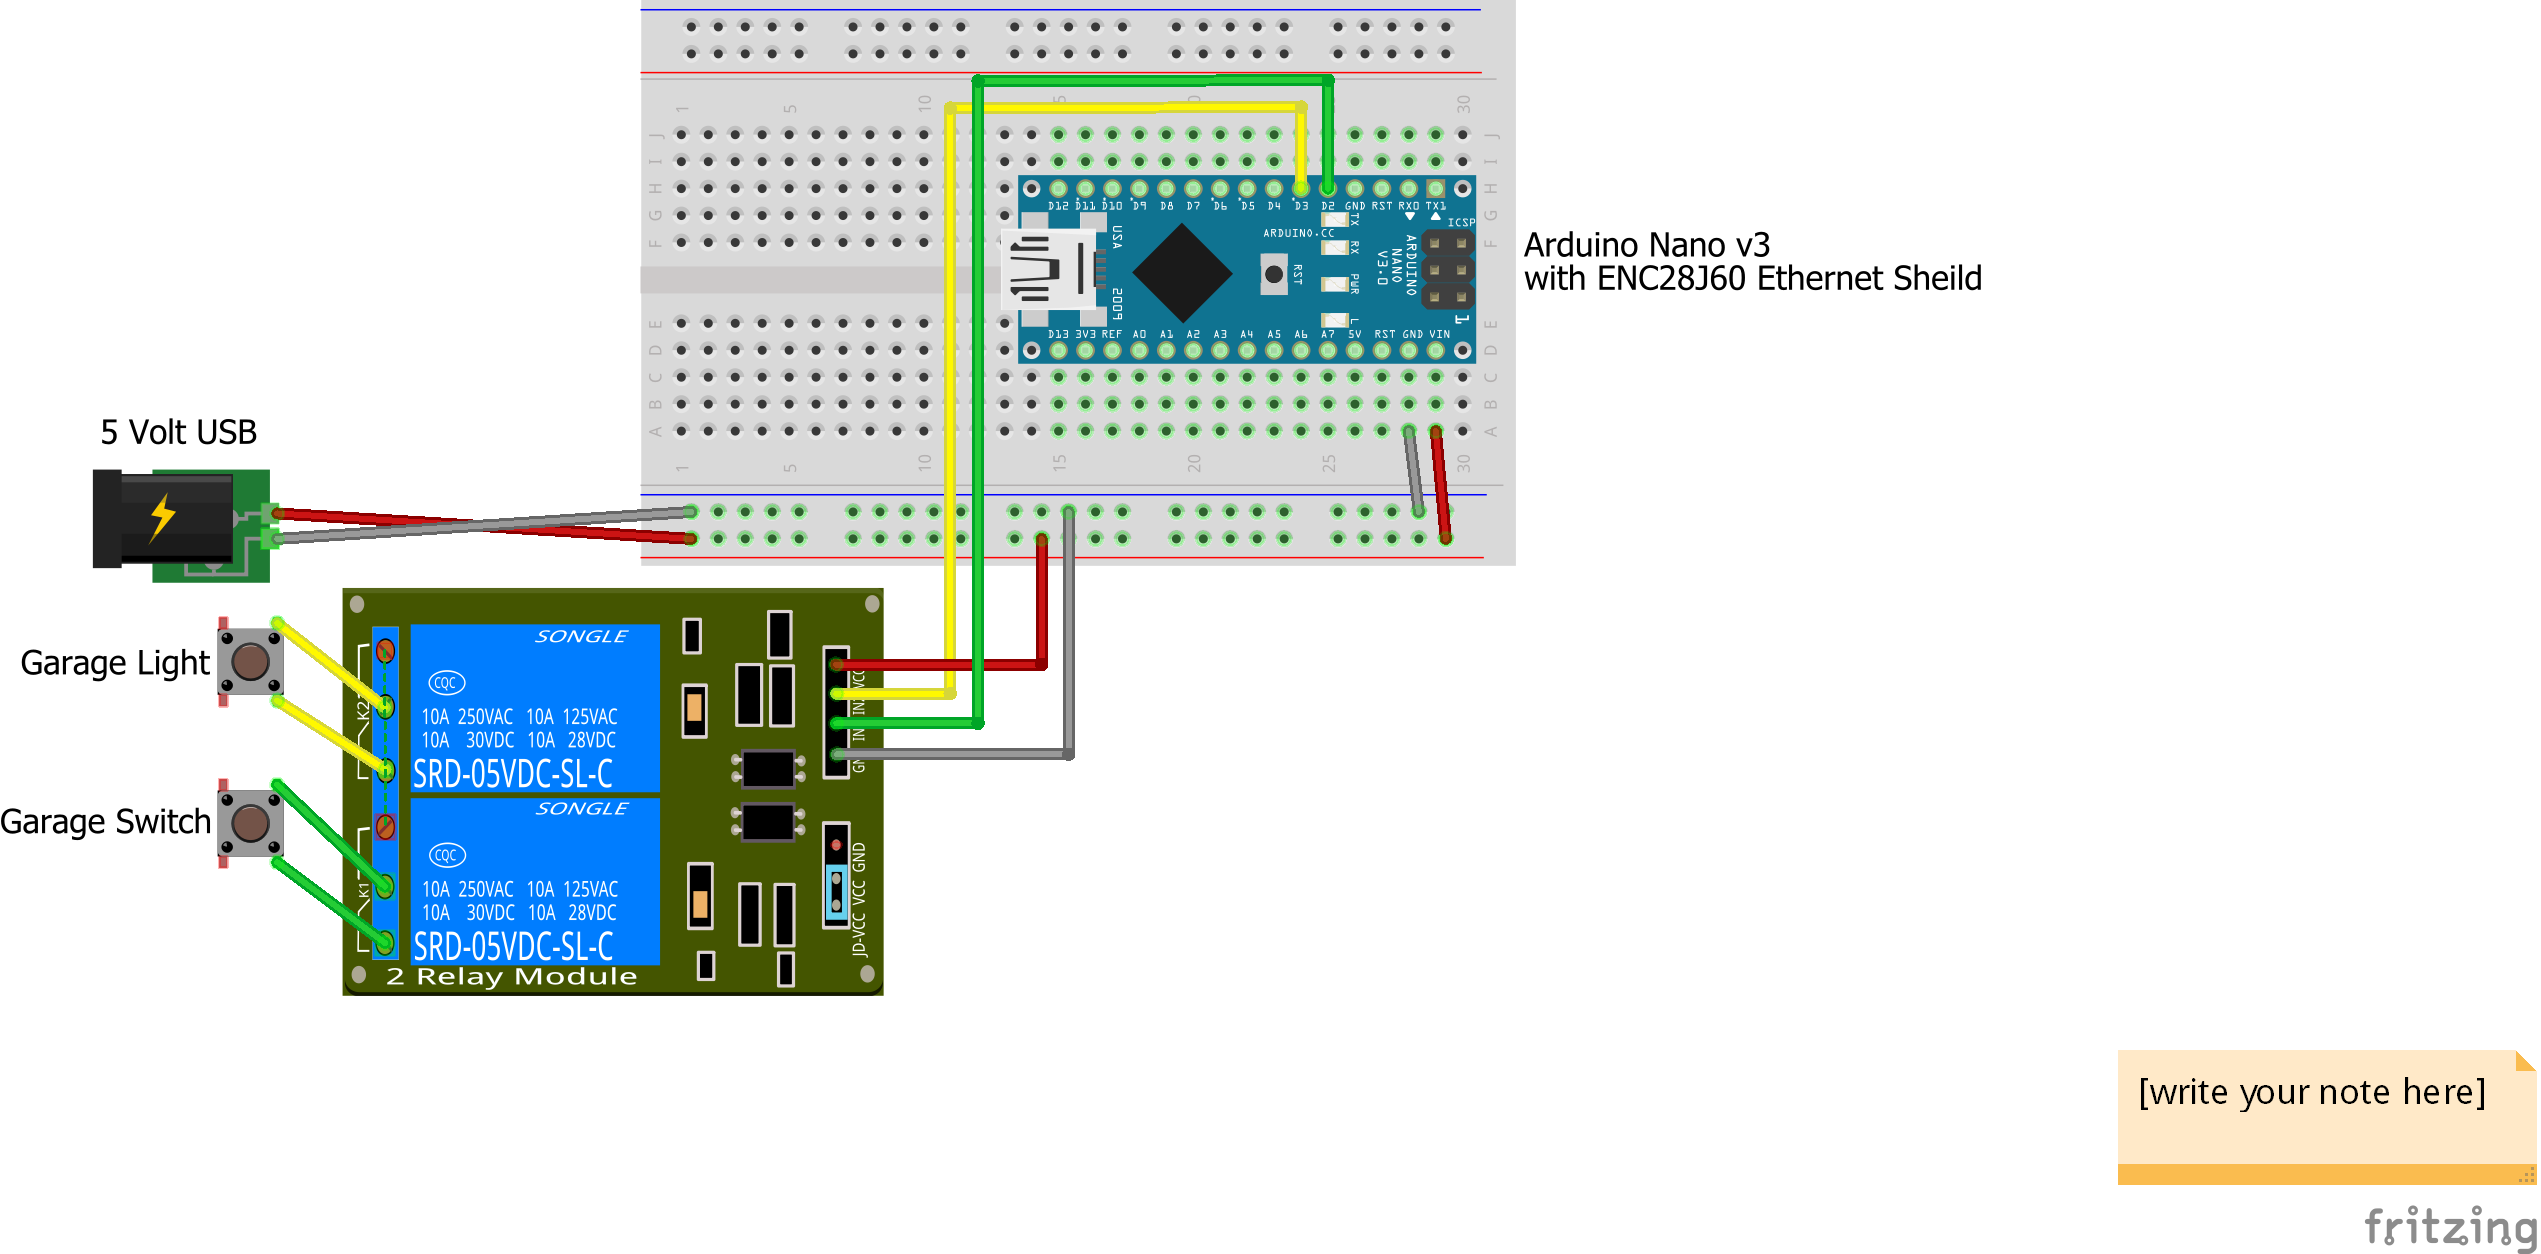 1 5 10 30
J J
I I
H H
G G
F F
D12 D11 D10 D9 D8 D7 D6 D5 D4 D3 D2 GND RST RX0 TX1
ICSP
TX
RX
PWR
L
ARDUINO.CC
RST
ARDUINO
NANO
V3.0
USA
2009
1
D13 3V3 REF A0 A1 A2 A3 A4 A5 A6 A7 5V RST GND VIN
E E
D D
C C
B B
A A
1 5 10 15 20 25 30
Arduino Nano v3
with ENC28J60 Ethernet Sheild
5 Volt USB
Garage Light
Garage Switch
K2
K1
SONGLE
CQC
10A 250VAC 10A 125VAC
10A 30VDC 10A 28VDC
SRD-05VDC-SL-C
SONGLE
CQC
10A 250VAC 10A 125VAC
10A 30VDC 10A 28VDC
SRD-05VDC-SL-C
2 Relay Module
VCC
JD-VCC VCC GND
[write your note here]
fritzing